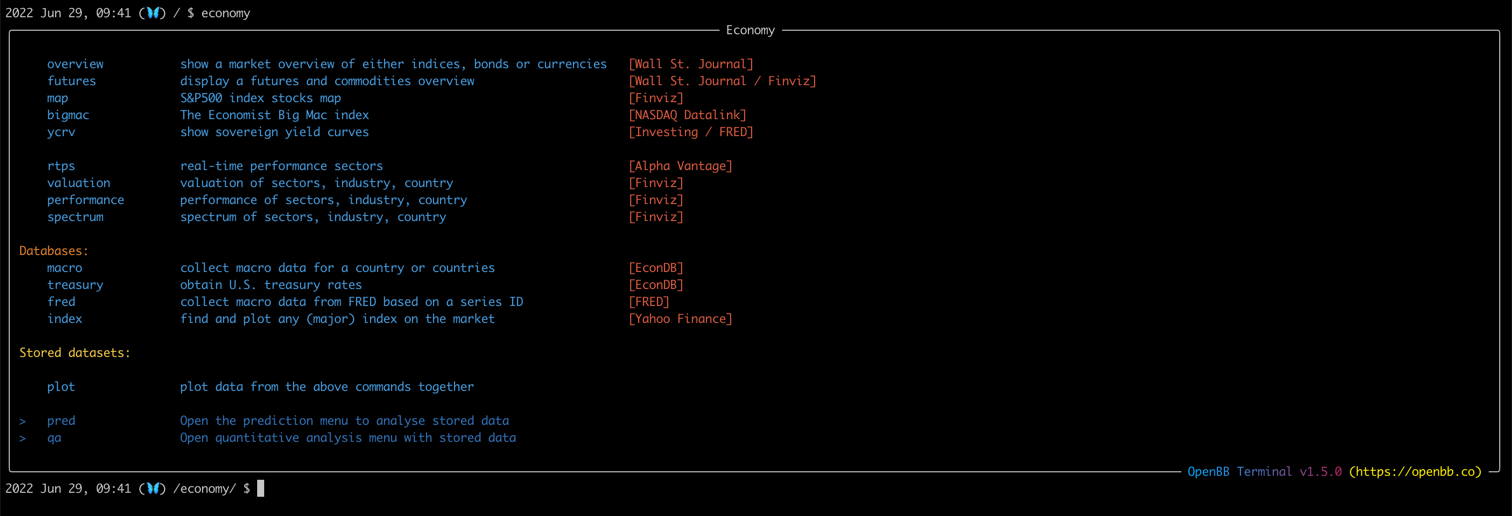 2022 Jun 29, 09:41 (🦋) / $ economy
Economy
overview show a market overview of either indices, bonds or currencies [Wall St. Journal]
futures display a futures and commodities overview [Wall St. Journal / Finviz]
map S&P500 index stocks map [Finviz]
bigmac The Economist Big Mac index [NASDAQ Datalink]
ycrv show sovereign yield curves [Investing / FRED]
rtps real-time performance sectors [Alpha Vantage]
valuation valuation of sectors, industry, country [Finviz]
performance performance of sectors, industry, country [Finviz]
spectrum spectrum of sectors, industry, country [Finviz]
Databases:
macro collect macro data for a country or countries [EconDB]
treasury obtain U.S. treasury rates [EconDB]
fred collect macro data from FRED based on a series ID [FRED]
index find and plot any (major) index on the market [Yahoo Finance]
Stored datasets:
plot plot data from the above commands together
> pred Open the prediction menu to analyse stored data
> qa Open quantitative analysis menu with stored data
OpenBB Terminal v1.5.0 (https://openbb.co)
2022 Jun 29, 09:41 (🦋) /economy/ $